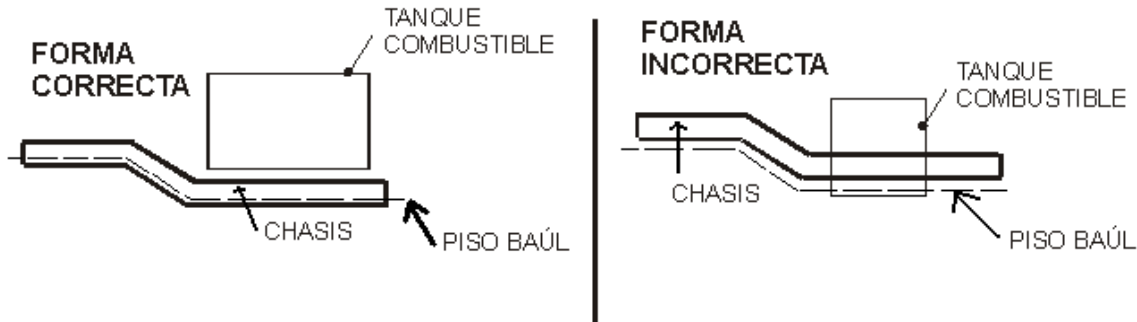 FORMA
CORRECTA
TANQUE
COMBUSTIBLE
CHASIS
PISO BAÚL
FORMA
INCORRECTA
TANQUE
COMBUSTIBLE
CHASIS
PISO BAÚL